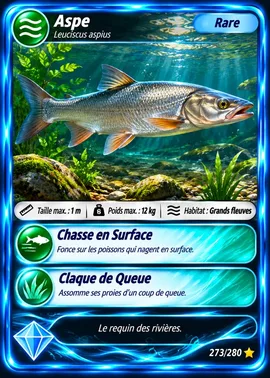 Aspe
Leuciscus aspius
Rare
Taille max. : 1 m
Poids max. : 12 kg
Habitat : Grands fleuves
Chasse en Surface
Fonce sur les poissons qui nagent en surface.
Claque de Queue
Assomme ses proies d'un coup de queue.
Le requin des rivières.
273/280